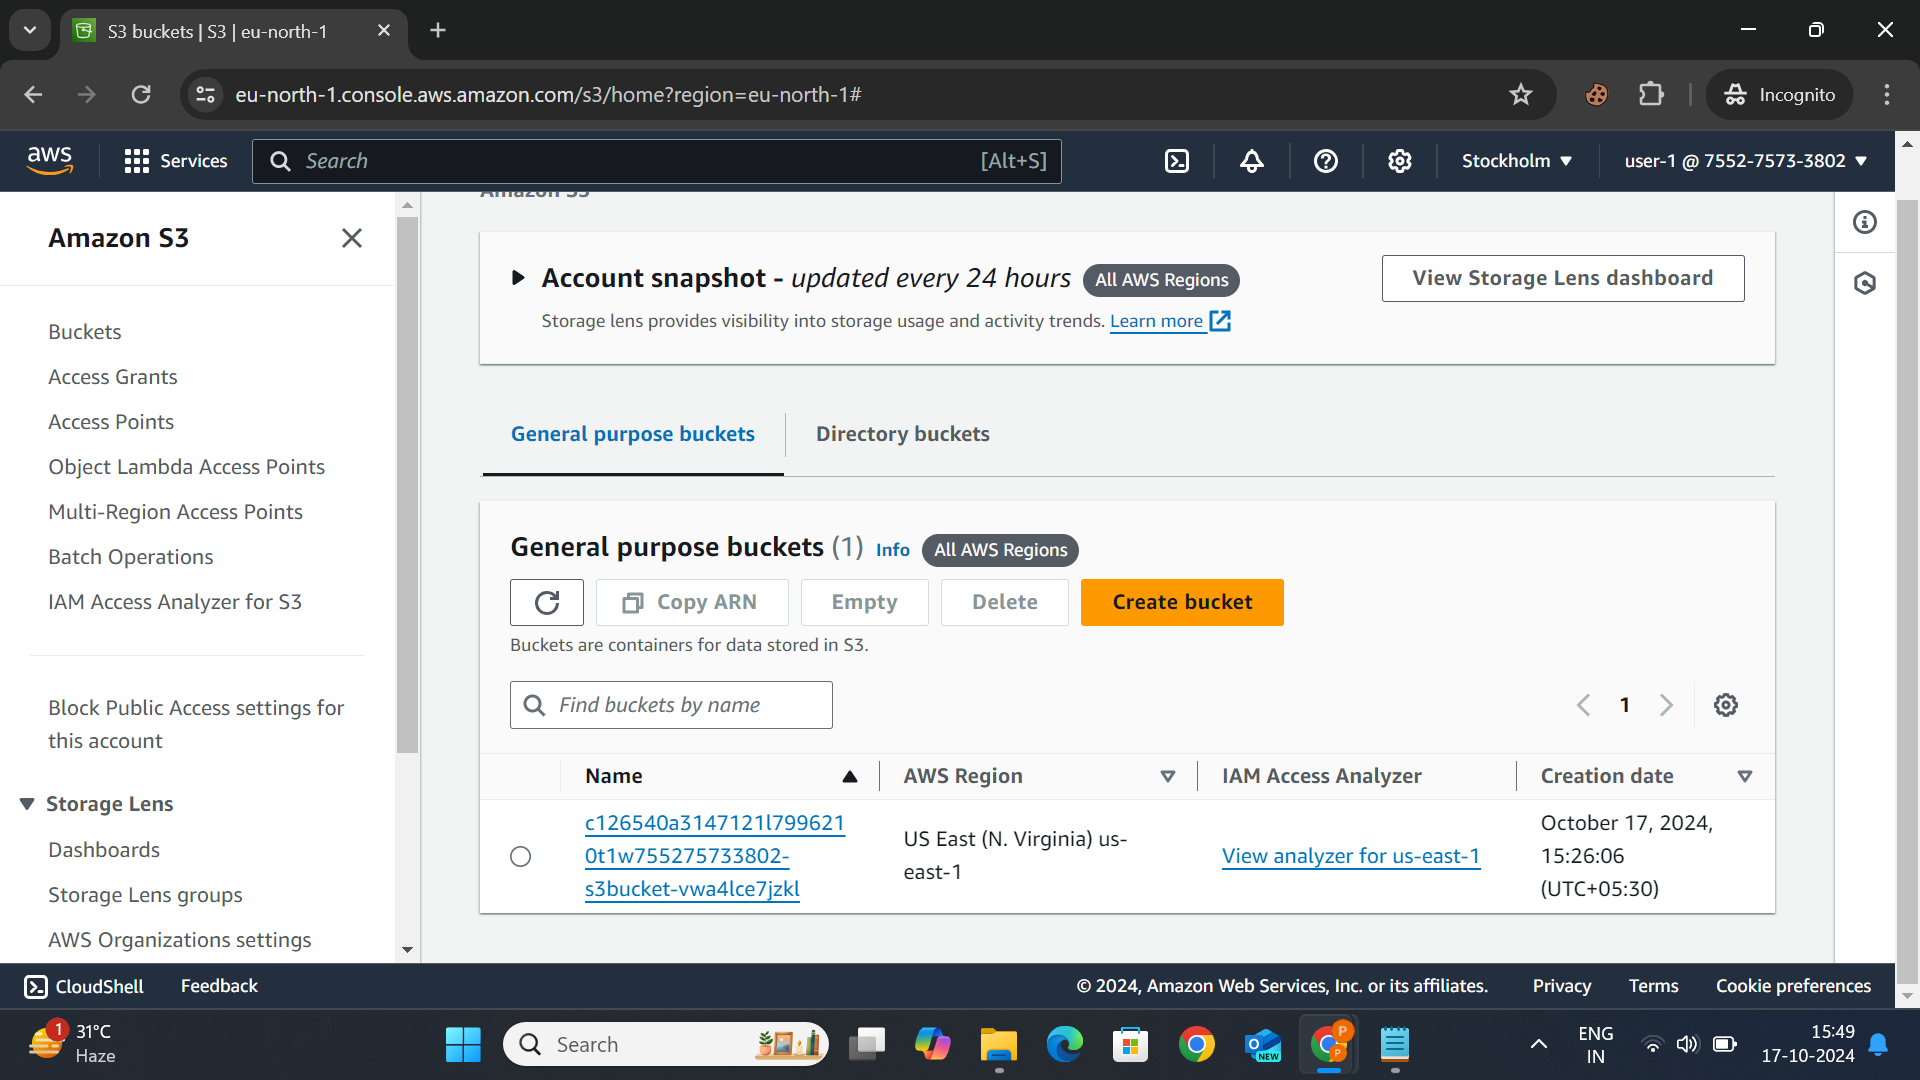 S3 buckets | S3 | eu-north-1
eu-north-1.console.aws.amazon.com/s3/home?region=eu-north-1#
Incognito
aws
Services
Search
[Alt+S]
Stockholm
user-1 @ 7552-7573-3802
Amazon S3
Buckets
Access Grants
Access Points
Object Lambda Access Points
Multi-Region Access Points
Batch Operations
IAM Access Analyzer for S3
Block Public Access settings for
this account
Storage Lens
Dashboards
Storage Lens groups
AWS Organizations settings
Amazon S3
Account snapshot - updated every 24 hours
All AWS Regions
View Storage Lens dashboard
Storage lens provides visibility into storage usage and activity trends. Learn more
General purpose buckets
Directory buckets
General purpose buckets (1) Info
All AWS Regions
Copy ARN
Empty
Delete
Create bucket
Buckets are containers for data stored in S3.
Find buckets by name
1
Name
AWS Region
IAM Access Analyzer
Creation date
c126540a3147121l799621
0t1w755275733802-
s3bucket-vwa4lce7jzkl
US East (N. Virginia) us-
east-1
View analyzer for us-east-1
October 17, 2024,
15:26:06
(UTC+05:30)
CloudShell
Feedback
© 2024, Amazon Web Services, Inc. or its affiliates.
Privacy
Terms
Cookie preferences
1
31°C
Haze
Search
NEW
P
P
ENG
IN
15:49
17-10-2024